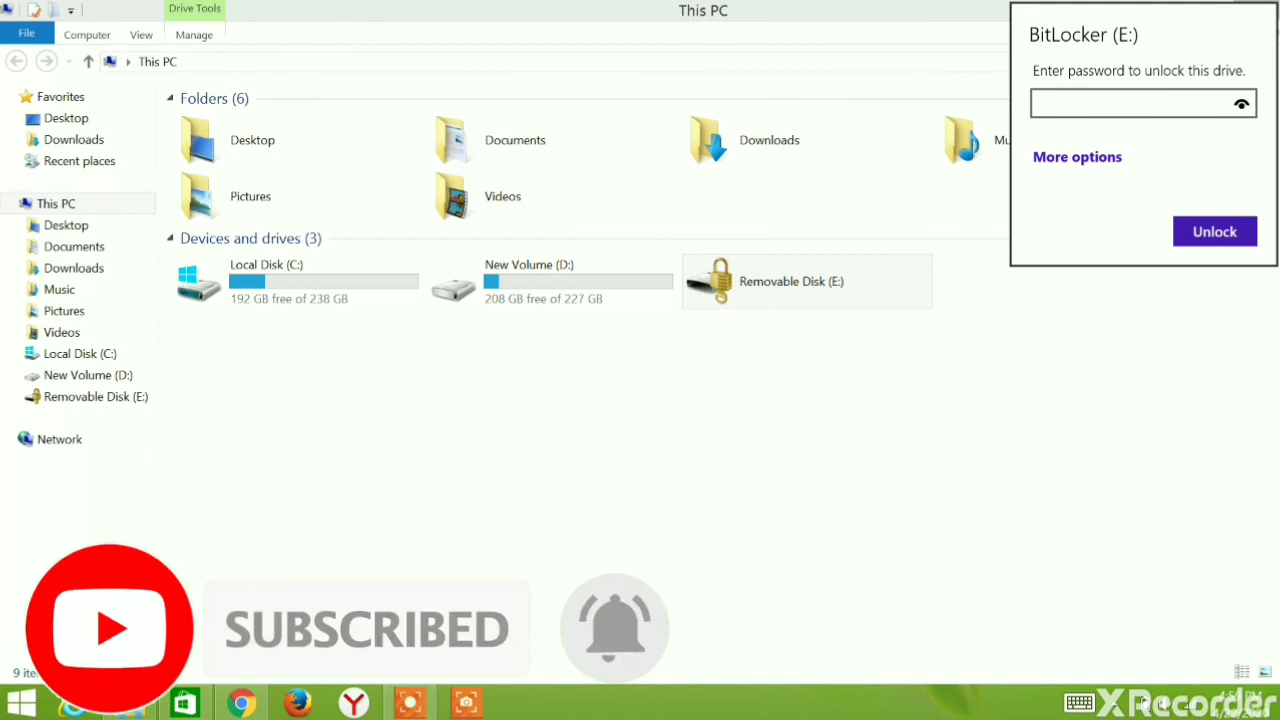 Drive Tools
This PC
File
Computer
View
Manage
This PC
Favorites
Desktop
Downloads
Recent places
This PC
Desktop
Documents
Downloads
Music
Pictures
Videos
Local Disk (C:)
New Volume (D:)
Removable Disk (E:)
Network
Folders (6)
Desktop
Documents
Downloads
Pictures
Videos
Devices and drives (3)
Local Disk (C:)
192 GB free of 238 GB
New Volume (D:)
208 GB free of 227 GB
Removable Disk (E:)
BitLocker (E:)
Enter password to unlock this drive.
More options
Unlock
SUBSCRIBED
XRecorder